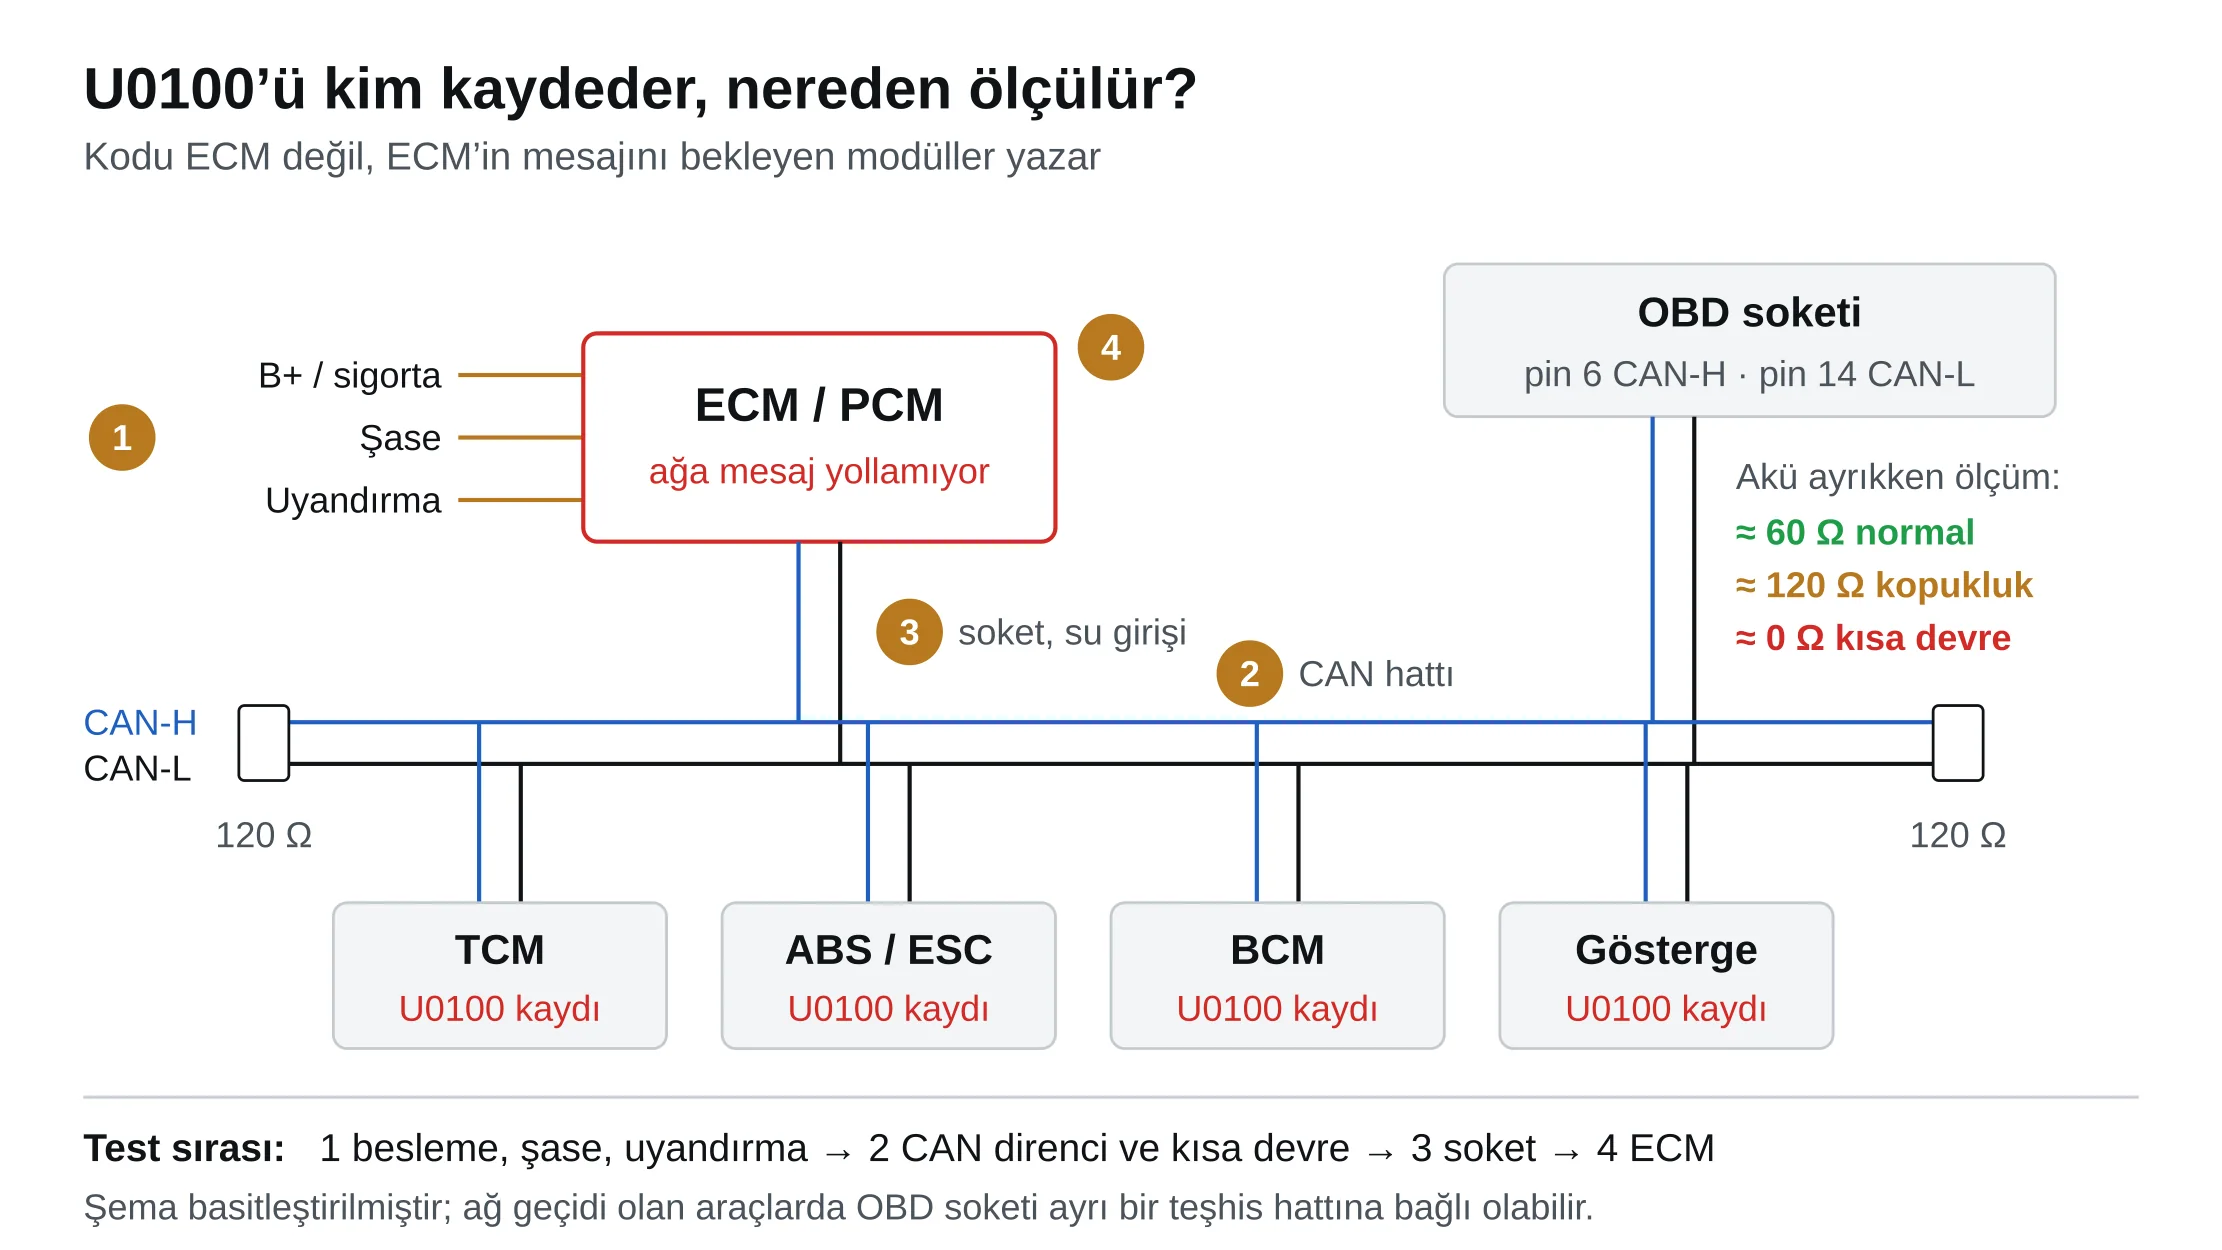 U0100’ü kim kaydeder, nereden ölçülür?
Kodu ECM değil, ECM’in mesajını bekleyen modüller yazar
OBD soketi
pin 6 CAN-H · pin 14 CAN-L
4
B+ / sigorta
ECM / PCM
1
Şase
ağa mesaj yollamıyor
Uyandırma
Akü ayrıkken ölçüm:
≈ 60 Ω normal
≈ 120 Ω kopukluk
≈ 0 Ω kısa devre
3 soket, su girişi
2 CAN hattı
CAN-H
CAN-L
120 Ω
120 Ω
TCM
U0100 kaydı
ABS / ESC
U0100 kaydı
BCM
U0100 kaydı
Gösterge
U0100 kaydı
Test sırası: 1 besleme, şase, uyandırma → 2 CAN direnci ve kısa devre → 3 soket → 4 ECM
Şema basitleştirilmiştir; ağ geçidi olan araçlarda OBD soketi ayrı bir teşhis hattına bağlı olabilir.